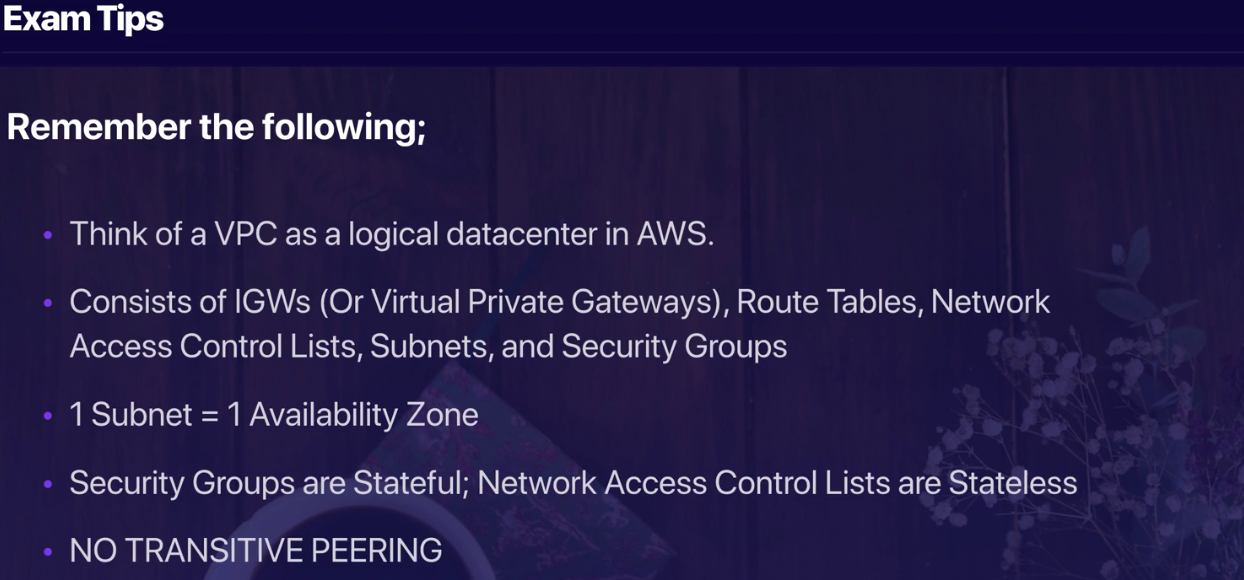 Exam Tips
Remember the following;
• Think of a VPC as a logical datacenter in AWS.
• Consists of IGWs (Or Virtual Private Gateways), Route Tables, Network
Access Control Lists, Subnets, and Security Groups
• 1 Subnet = 1 Availability Zone
• Security Groups are Stateful; Network Access Control Lists are Stateless
• NO TRANSITIVE PEERING